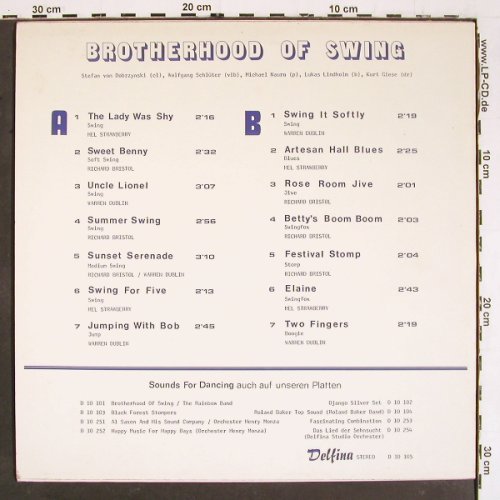 30 cm
20 cm
10 cm
www.LP-CD.de
BROTHERHOOD OF SWING
Stefan von Dobrzynski (cl), Wolfgang Schlüter (vib), Michael Naura (p), Lukas Lindholm (b), Kurt Giese (dr)
A
1 The Lady Was Shy 2'16
Swing
MEL STRAWBERRY
2 Sweet Benny 2'32
Soft Swing
RICHARD BRISTOL
3 Uncle Lionel 3'07
Swing
WARREN DUBLIN
4 Summer Swing 2'56
Swing
RICHARD BRISTOL
5 Sunset Serenade 3'10
Medium Swing
RICHARD BRISTOL / WARREN DUBLIN
6 Swing For Five 2'13
Swing
MEL STRAWBERRY
7 Jumping With Bob 2'45
Jump
WARREN DUBLIN
B
1 Swing It Softly 2'19
Swing
WARREN DUBLIN
2 Artesan Hall Blues 2'25
Blues
MEL STRAWBERRY
3 Rose Room Jive 2'01
Jive
RICHARD BRISTOL
4 Betty's Boom Boom 2'03
Swingfox
RICHARD BRISTOL
5 Festival Stomp 2'04
Stomp
RICHARD BRISTOL
6 Elaine 2'43
Swingfox
MEL STRAWBERRY
7 Two Fingers 2'19
Boogie
WARREN DUBLIN
10 cm
20 cm
30 cm
Sounds For Dancing auch auf unseren Platten
D 10 101 Brotherhood Of Swing / The Rainbow Band
D 10 103 Black Forest Stompers
D 10 251 Al Saxon And His Sound Company / Orchester Henry Monza
D 10 252 Happy Music For Happy Days (Orchester Henry Monza)
Django Silver Set D 10 102
Roland Baker Top Sound (Roland Baker Band) D 10 104
Fascinating Combination D 10 253
Das Lied der Sehnsucht D 10 254
(Delfina Studio Orchester)
Delfina STEREO D 10 105